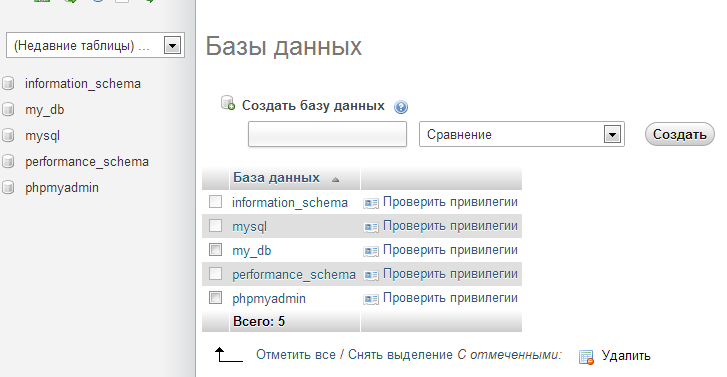 (Недавние таблицы) ...
information_schema
my_db
mysql
performance_schema
phpmyadmin
Базы данных
Создать базу данных
Сравнение
Создать
База данных
information_schema Проверить привилегии
mysql Проверить привилегии
my_db Проверить привилегии
performance_schema Проверить привилегии
phpmyadmin Проверить привилегии
Всего: 5
Отметить все / Снять выделение С отмеченными: Удалить